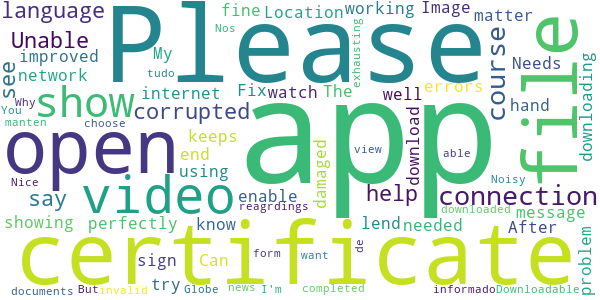 language
Unable
improved
see
network
tudo
Please
My
fine
Location
working
Image
matter
Nos
exhausting
file
Needs
course
hand
downloading
internet
Fix
watch
The
well
errors
You
Why
manten
choose
show
corrupted
download
open
keeps
end
using
app
view
able
damaged
Nice
say
video
enable
reagrdings
help
connection
Noisy
downloaded
message
showing
perfectly
know
lend
needed
After
problem
certificate
sign
Can
form
want
de
try
documents
But
invalid
Globe
news
I'm
completed
informado
Downloadable